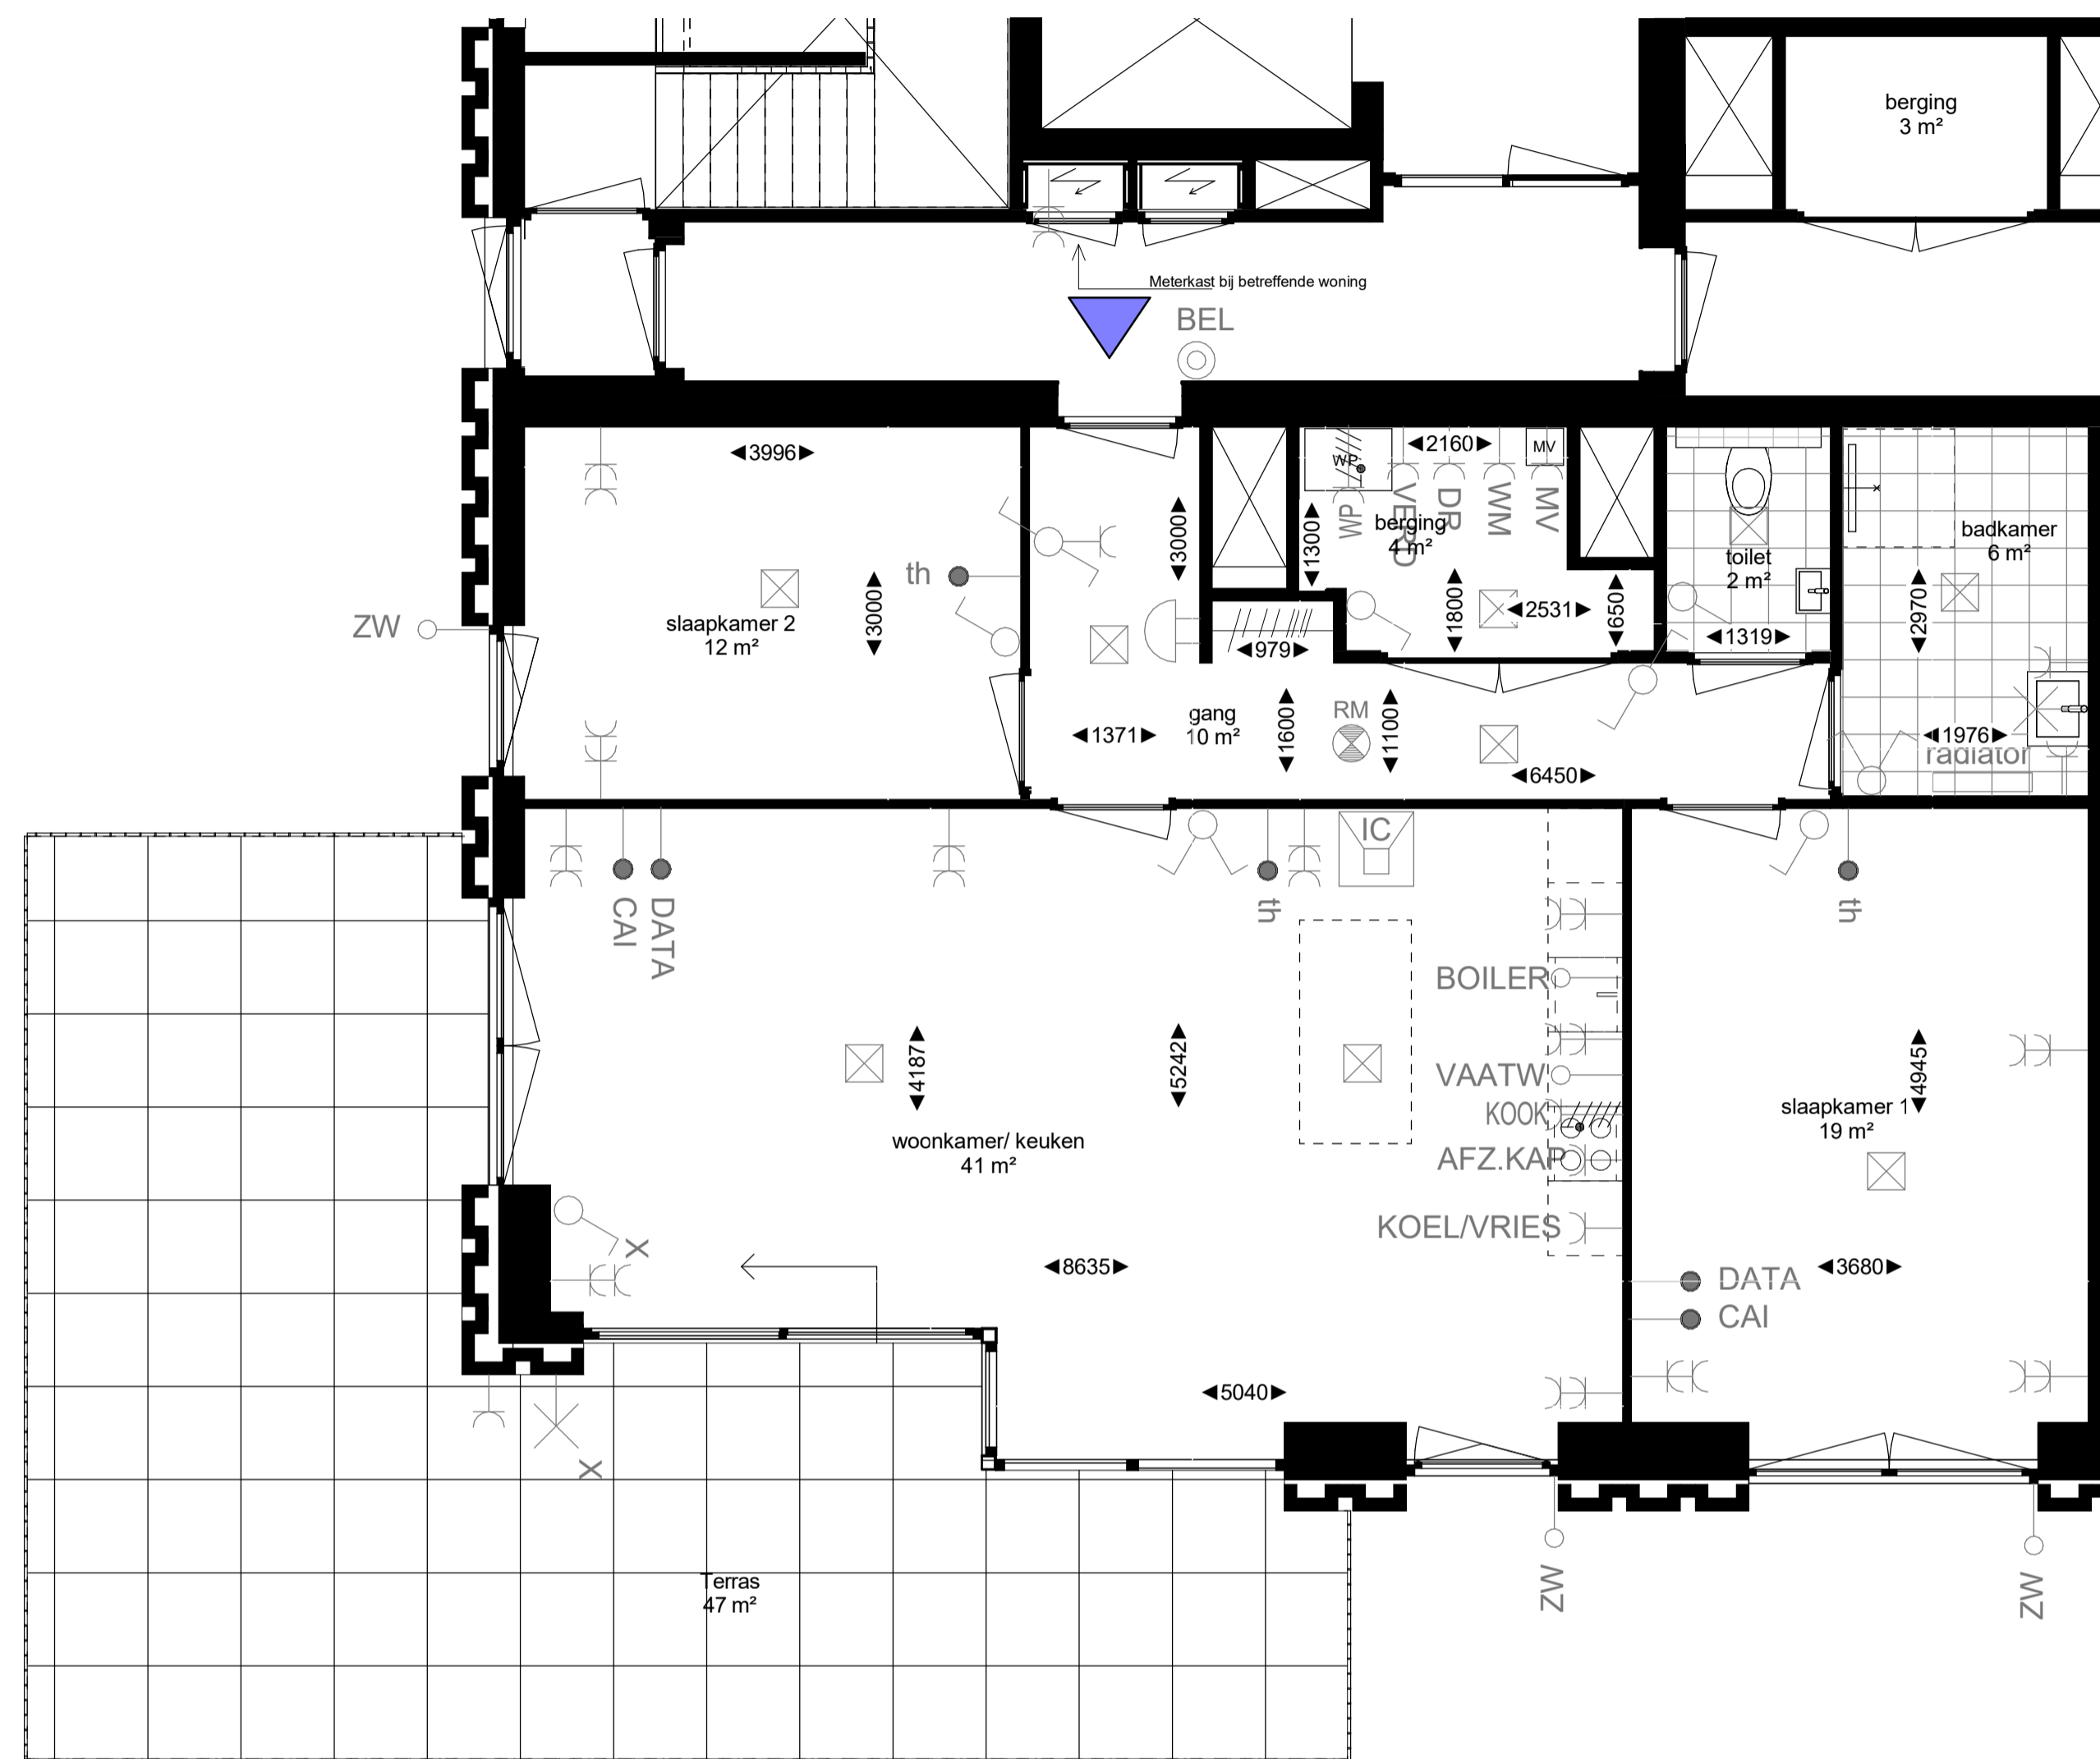 berging
3 m²
Meterkast bij betreffende woning
BEL
3996
2160
MV
WP
WP
VERD
DR
WM
MV
berging
4 m²
3000
1300
badkamer
6 m²
toilet
2 m²
th
ZW
slaapkamer 2
12 m²
3000
1800
2531
650
2970
1319
979
gang
10 m²
RM
1371
1600
1100
6450
1976
radiator
IC
CAI
DATA
th
th
BOILER
4187
5242
4945
VAATW
KOOK
slaapkamer 1
19 m²
woonkamer/ keuken
41 m²
AFZ.KAP
KOEL/VRIES
X
8635
3680
DATA
CAI
5040
X
Terras
47 m²
ZW
ZW